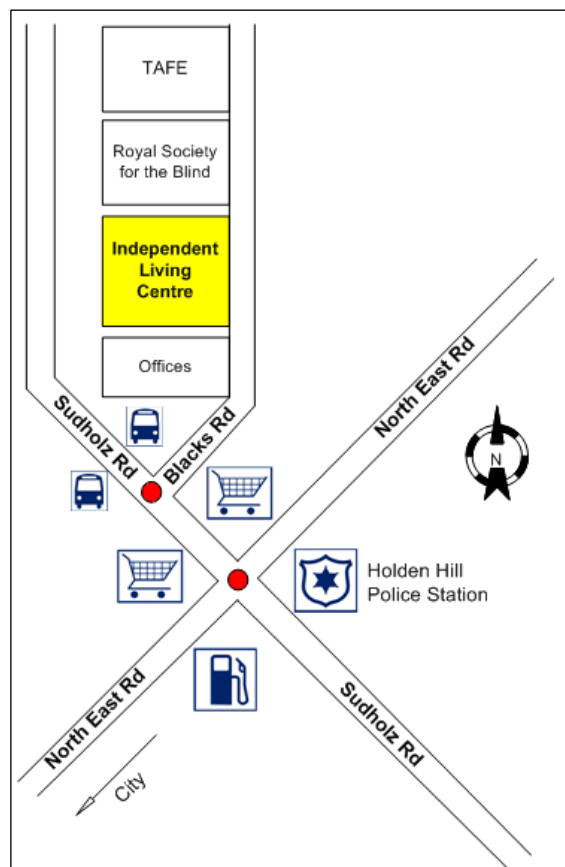 TAFE
Royal Society
for the Blind
Independent
Living
Centre
Offices
Sudholz Rd
Blacks Rd
North East Rd
N
Holden Hill
Police Station
North East Rd
Sudholz Rd
City